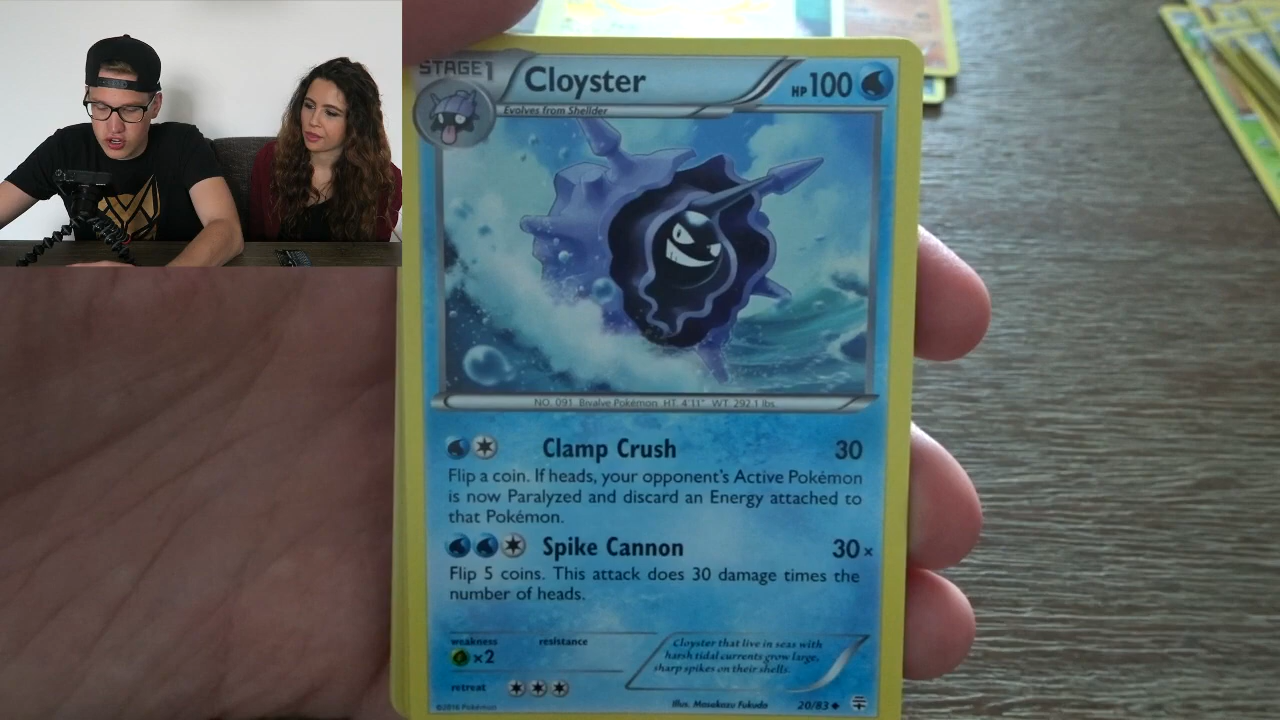 STAGE1
Cloyster
HP100
Evolves from Shellder
NO. 091 Bivalve Pokémon HT. 4'11" WT. 292.1 lbs.
Clamp Crush 30
Flip a coin. If heads, your opponent's Active Pokémon
is now Paralyzed and discard an Energy attached to
that Pokémon.
Spike Cannon 30×
Flip 5 coins. This attack does 30 damage times the
number of heads.
weakness resistance
×2
Cloyster that live in seas with
harsh tidal currents grow large,
sharp spikes on their shells.
retreat
©2016 Pokémon
Illus. Masakazu Fukuda
20/83